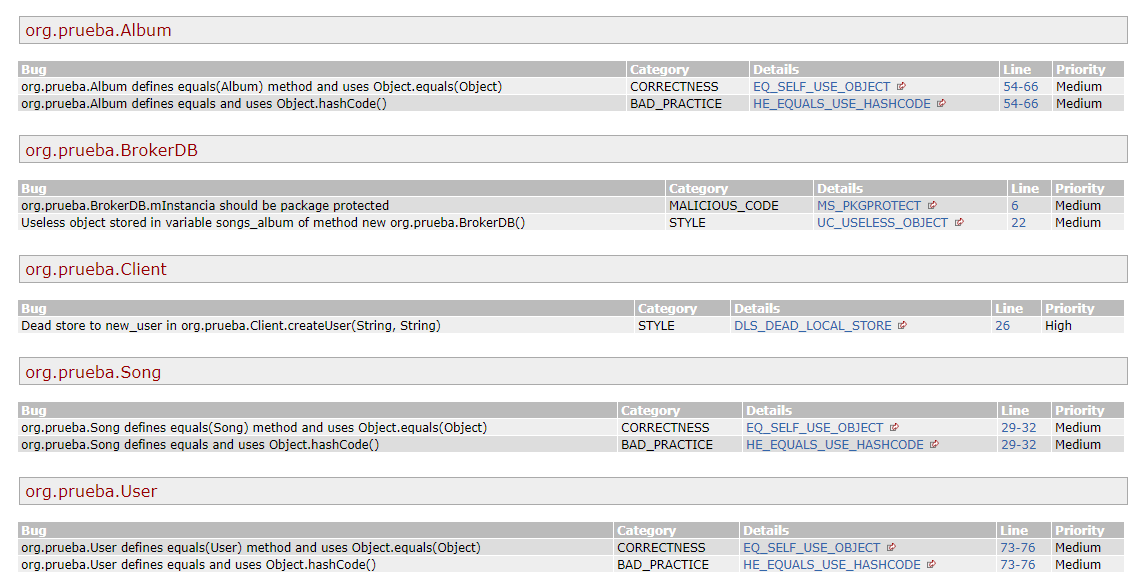 org.prueba.Album
Bug Category Details Line Priority
org.prueba.Album defines equals(Album) method and uses Object.equals(Object) CORRECTNESS EQ_SELF_USE_OBJECT 54-66 Medium
org.prueba.Album defines equals and uses Object.hashCode() BAD_PRACTICE HE_EQUALS_USE_HASHCODE 54-66 Medium
org.prueba.BrokerDB
Bug Category Details Line Priority
org.prueba.BrokerDB.mInstancia should be package protected MALICIOUS_CODE MS_PKGPROTECT 6 Medium
Useless object stored in variable songs_album of method new org.prueba.BrokerDB() STYLE UC_USELESS_OBJECT 22 Medium
org.prueba.Client
Bug Category Details Line Priority
Dead store to new_user in org.prueba.Client.createUser(String, String) STYLE DLS_DEAD_LOCAL_STORE 26 High
org.prueba.Song
Bug Category Details Line Priority
org.prueba.Song defines equals(Song) method and uses Object.equals(Object) CORRECTNESS EQ_SELF_USE_OBJECT 29-32 Medium
org.prueba.Song defines equals and uses Object.hashCode() BAD_PRACTICE HE_EQUALS_USE_HASHCODE 29-32 Medium
org.prueba.User
Bug Category Details Line Priority
org.prueba.User defines equals(User) method and uses Object.equals(Object) CORRECTNESS EQ_SELF_USE_OBJECT 73-76 Medium
org.prueba.User defines equals and uses Object.hashCode() BAD_PRACTICE HE_EQUALS_USE_HASHCODE 73-76 Medium